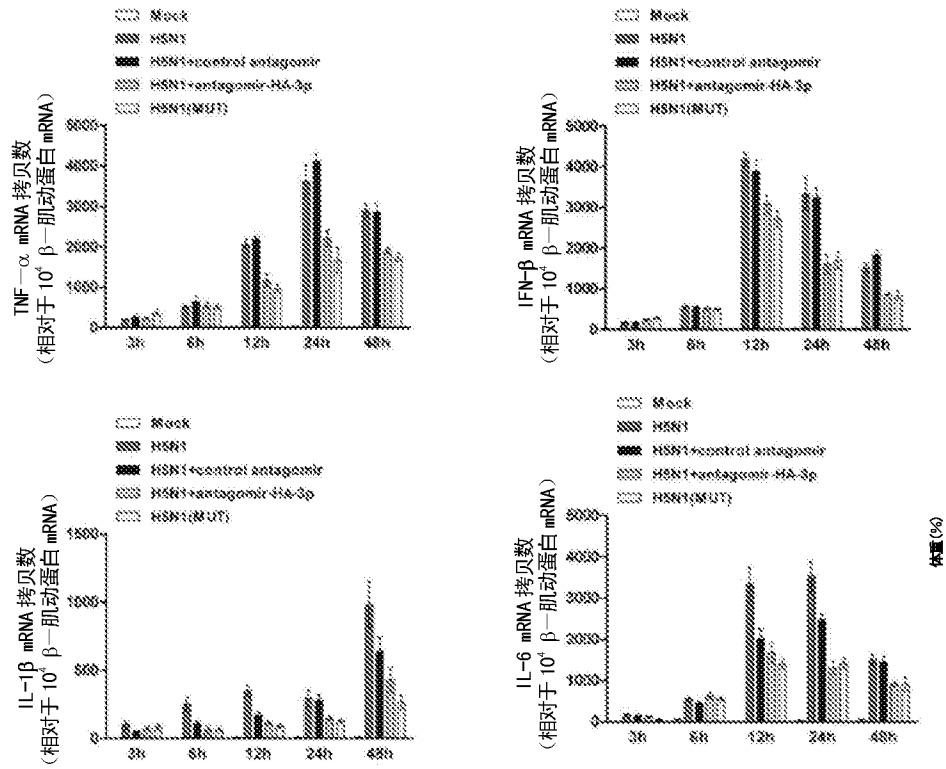 Mock
H5N1
H5N1+control antagomir
H5N1+antagomir-HA-3p
H5N1(MUT)
TNF－α mRNA 拷贝数
(相对于 10⁴ β－肌动蛋白 mRNA)
5000
4000
3000
2000
1000
0
3h 6h 12h 24h 48h
Mock
H5N1
H5N1+control antagomir
H5N1+antagomir-HA-3p
H5N1(MUT)
IFN-β mRNA 拷贝数
(相对于 10⁴ β－肌动蛋白 mRNA)
5000
4000
3000
2000
1000
0
3h 6h 12h 24h 48h
Mock
H5N1
H5N1+control antagomir
H5N1+antagomir-HA-3p
H5N1(MUT)
IL-1β mRNA 拷贝数
(相对于 10⁴ β－肌动蛋白 mRNA)
1500
1000
500
0
3h 6h 12h 24h 48h
Mock
H5N1
H5N1+control antagomir
H5N1+antagomir-HA-3p
H5N1(MUT)
IL-6 mRNA 拷贝数
(相对于 10⁴ β－肌动蛋白 mRNA)
5000
4000
3000
2000
1000
0
3h 6h 12h 24h 48h
体重(%)